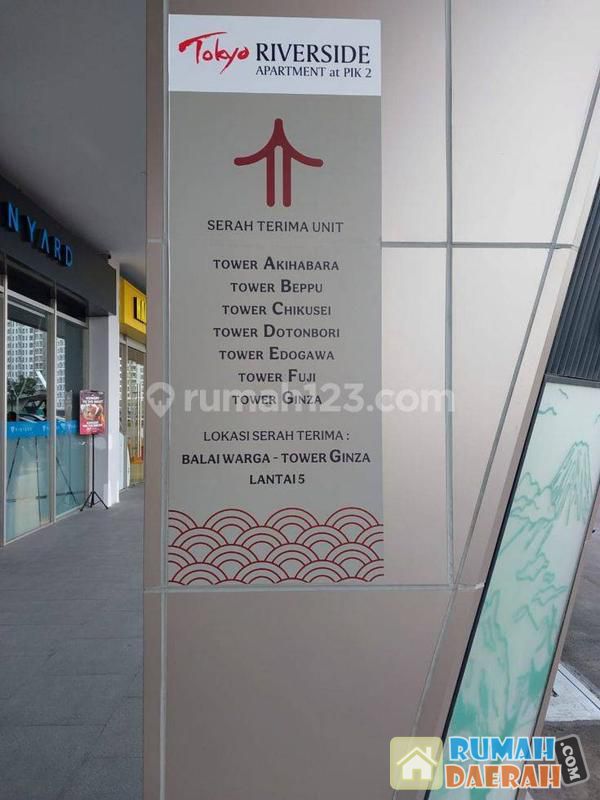 Tokyo RIVERSIDE
APARTMENT at PIK 2
SERAH TERIMA UNIT
TOWER AKIHABARA
TOWER BEPPU
TOWER CHIKUSEI
TOWER DOTONBORI
TOWER EDOGAWA
TOWER FUJI
TOWER GINZA
LOKASI SERAH TERIMA :
BALAI WARGA - TOWER GINZA
LANTAI 5
NYARD
rumah123.com
RUMAH
DAERAH.com